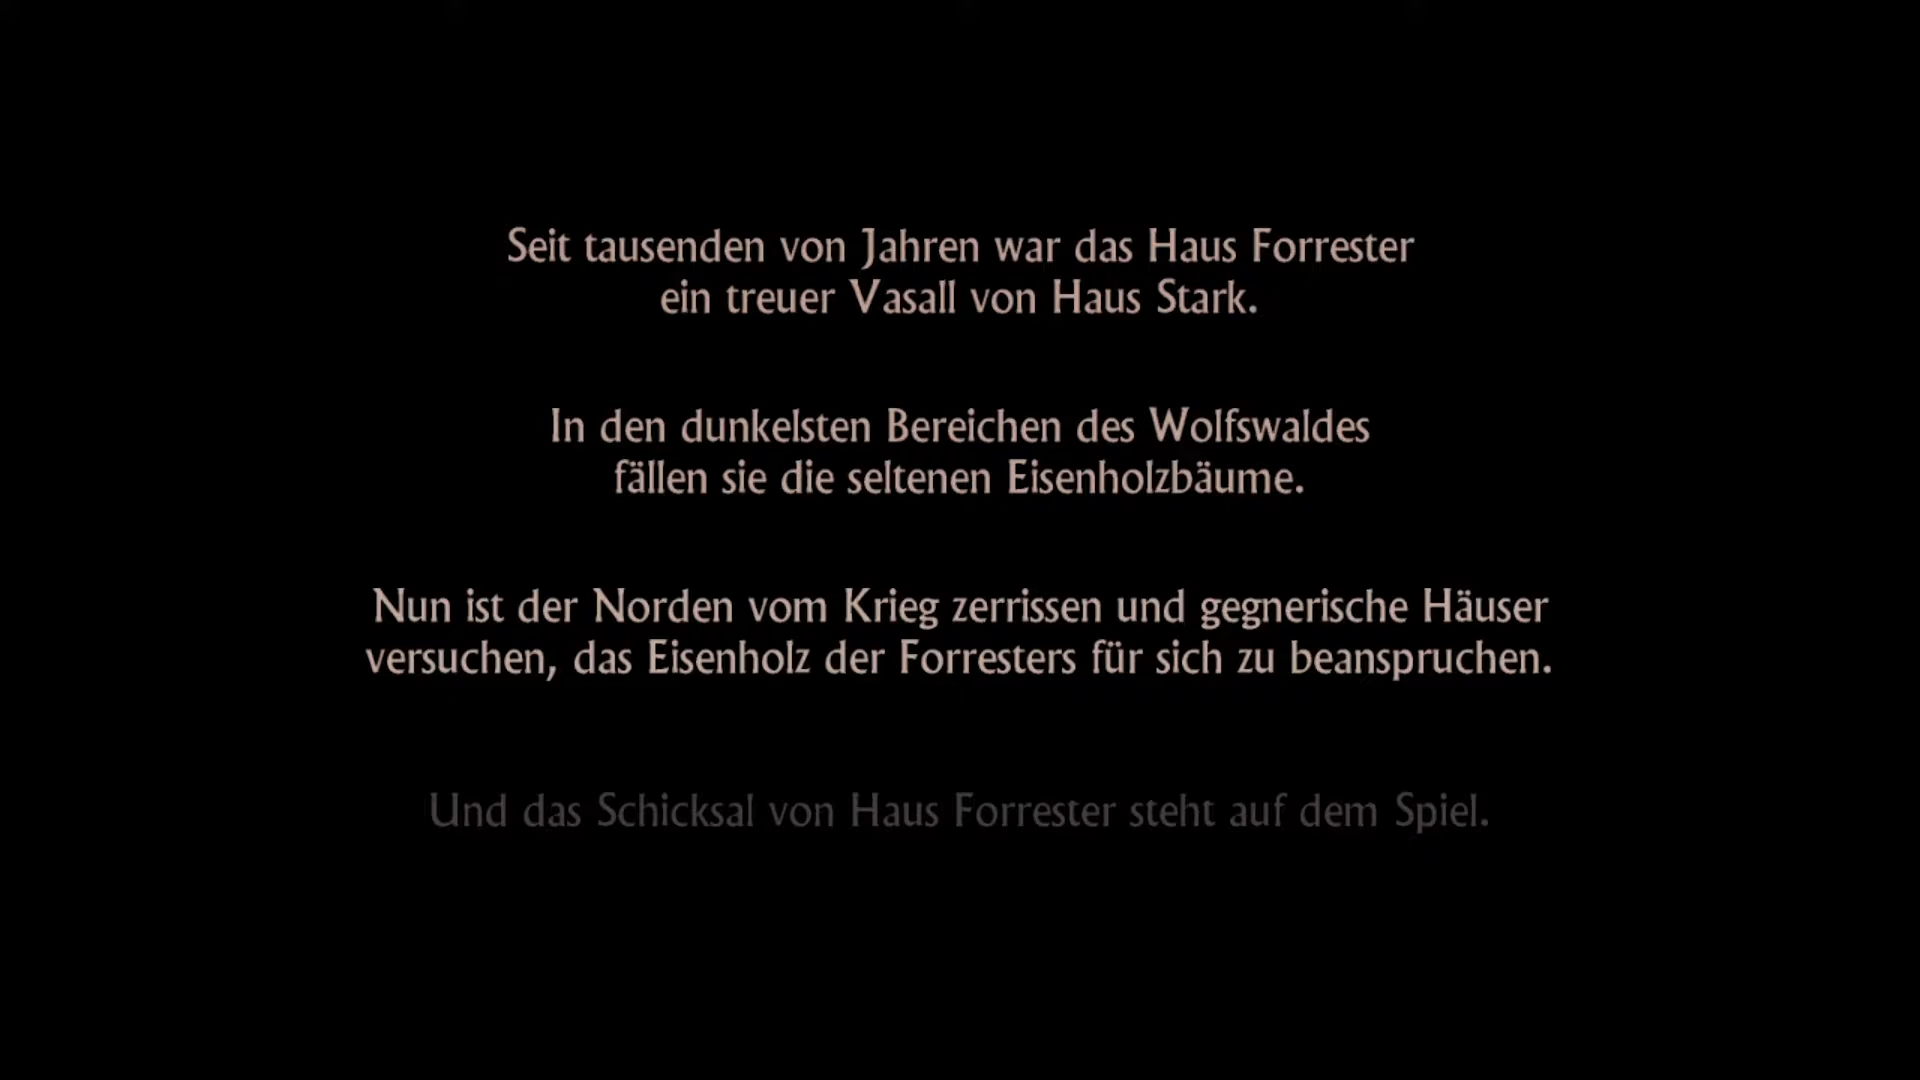 Seit tausenden von Jahren war das Haus Forrester
ein treuer Vasall von Haus Stark.
In den dunkelsten Bereichen des Wolfswaldes
fällen sie die seltenen Eisenholzbäume.
Nun ist der Norden vom Krieg zerrissen und gegnerische Häuser
versuchen, das Eisenholz der Forresters für sich zu beanspruchen.
Und das Schicksal von Haus Forrester steht auf dem Spiel.